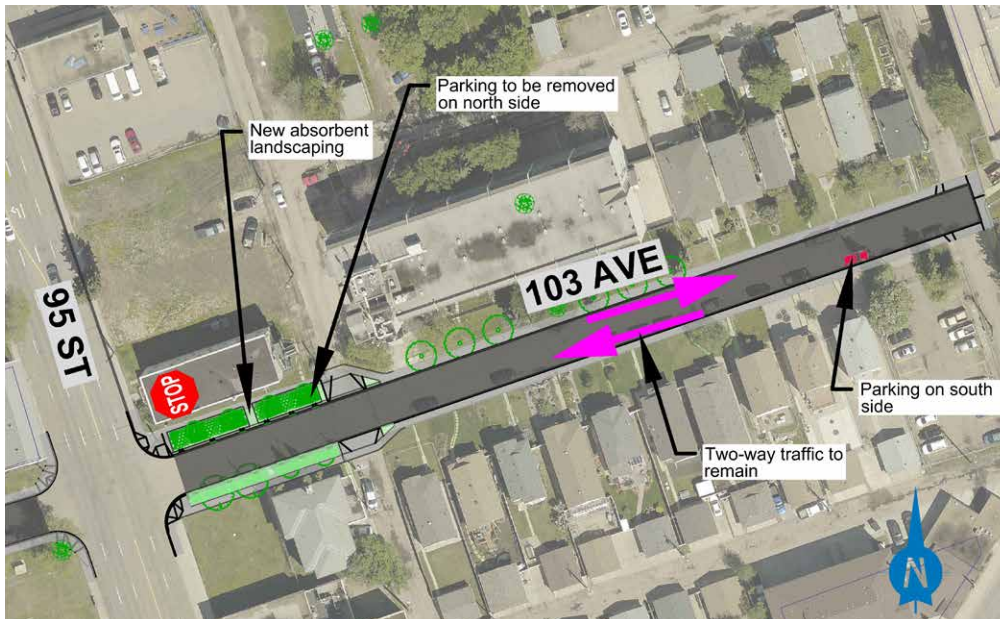 Parking to be removed
on north side
New absorbent
landscaping
103 AVE
95 ST
STOP
Parking on south
side
Two-way traffic to
remain
N